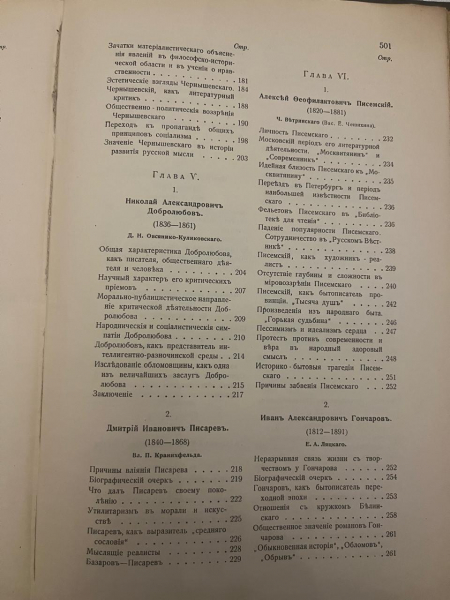 Стр.
Зачатки матеріалистическаго объясне-
нія явленій въ философско-истори-
ческой области и въ ученіи о нрав-
ственности . . . . . . . . . . 181
Эстетическіе взгляды Чернышевскаго. 184
Чернышевскій, какъ литературный
критикъ . . . . . . . . . . . 188
Общественно-политическія воззрѣнія
Чернышевскаго . . . . . . . . 190
Переходъ къ пропагандѣ общихъ
принциповъ соціализма . . . . . 198
Значеніе Чернышевскаго въ исторіи
развитія русской мысли . . . . . 203
Глава V.
1.
Николай Александровичъ
Добролюбовъ.
(1836—1861)
Д. Н. Овсянико-Куликовскаго.
Общая характеристика Добролюбова,
какъ писателя, общественнаго дѣя-
теля и человѣка . . . . . . . . 204
Научный характеръ его критическихъ
пріемовъ . . . . . . . . . . . 207
Морально-публицистическое направле-
ніе критической дѣятельности Доб-
ролюбова . . . . . . . . . . . 209
Народническія и соціалистическія сим-
патіи Добролюбова . . . . . . . 210
Добролюбовъ, какъ представитель ин-
теллигентно-разночинской среды . . 214
Изслѣдованіе обломовщины, какъ одна
изъ величайшихъ заслугъ Добро-
любова . . . . . . . . . . . . 215
Заключеніе . . . . . . . . . . . 217
2.
Дмитрій Ивановичъ Писаревъ.
(1840—1868)
Вл. П. Кранихфельда.
Причины вліянія Писарева . . . . . 218
Біографическій очеркъ . . . . . . 219
Что далъ Писаревъ своему поко-
лѣнію . . . . . . . . . . . . 222
Утилитаризмъ въ морали и искус-
ствѣ . . . . . . . . . . . . . 225
Писаревъ, какъ выразитель „средняго
сословія“ . . . . . . . . . . . 226
Мыслящіе реалисты . . . . . . . . 228
Базаровъ—Писаревъ . . . . . . . . 229
501
Стр.
Глава VI.
1.
Алексѣй Ѳеофилактовичъ Писемскій.
(1820—1881)
Ч. Вѣтринскаго (Вас. Е. Чешихина).
Личность Писемскаго . . . . . . . 232
Московскій періодъ его литературной
дѣятельности. „Москвитянинъ“ и
„Современникъ“ . . . . . . . . 234
Идейная близость Писемскаго къ „Мо-
сквитянину“ . . . . . . . . . . 235
Переѣздъ въ Петербургъ и періодъ
наибольшей извѣстности Писем-
скаго . . . . . . . . . . . . . 236
Фельетонъ Писемскаго въ „Библіо-
текѣ для чтенія“ . . . . . . . . 236
Паденіе популярности Писемскаго.
Сотрудничество въ „Русскомъ Вѣст-
никѣ“ . . . . . . . . . . . . . 238
Писемскій, какъ художникъ-реа-
листъ . . . . . . . . . . . . . 239
Отсутствіе глубины и сложности въ
міровоззрѣніи Писемскаго . . . . 240
Писемскій, какъ бытописатель про-
винціи. „Тысяча душъ“ . . . . . 242
Произведенія изъ народнаго быта.
„Горькая судьбина“ . . . . . . . 246
Пессимизмъ и идеализмъ сердца . . 247
Протестъ противъ современности и
вѣра въ народный здоровый
смыслъ . . . . . . . . . . . . 248
Историко-бытовыя трагедіи Писем-
скаго . . . . . . . . . . . . . 251
Причины забвенія Писемскаго . . . 252
2.
Иванъ Александровичъ Гончаровъ.
(1812—1891)
Е. А. Ляцкаго.
Неразрывная связь жизни съ твор-
чествомъ у Гончарова . . . . . . 252
Біографическій очеркъ . . . . . . 254
Гончаровъ, какъ бытописатель пере-
ходной эпохи . . . . . . . . . 253
Отношенія съ кружкомъ Бѣлин-
скаго . . . . . . . . . . . . . 258
Общественное значеніе романовъ Гон-
чарова . . . . . . . . . . . . 261
„Обыкновенная исторія“, „Обломовъ“,
„Обрывъ“ . . . . . . . . . . . 261